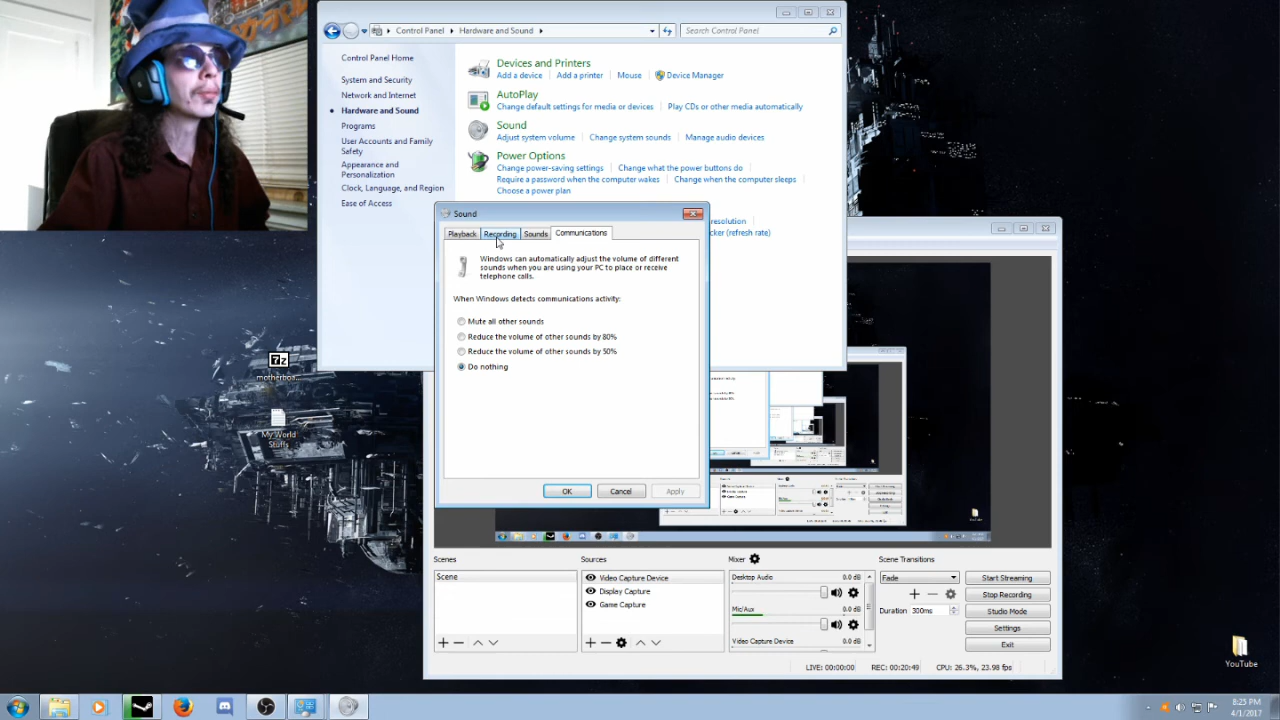 Control Panel
Hardware and Sound
Search Control Panel
Control Panel Home
System and Security
Network and Internet
Hardware and Sound
Programs
User Accounts and Family
Safety
Appearance and
Personalization
Clock, Language, and Region
Ease of Access
Devices and Printers
Add a device
Add a printer
Mouse
Device Manager
AutoPlay
Change default settings for media or devices
Play CDs or other media automatically
Sound
Adjust system volume
Change system sounds
Manage audio devices
Power Options
Change power-saving settings
Change what the power buttons do
Require a password when the computer wakes
Change when the computer sleeps
Choose a power plan
resolution
cker (refresh rate)
Sound
Playback
Recording
Sounds
Communications
Windows can automatically adjust the volume of different
sounds when you are using your PC to place or receive
telephone calls.
When Windows detects communications activity:
Mute all other sounds
Reduce the volume of other sounds by 80%
Reduce the volume of other sounds by 50%
Do nothing
OK
Cancel
Apply
7z
motherboa...
My World
Stuffs
Scenes
Scene
Sources
Video Capture Device
Display Capture
Game Capture
Mixer
Desktop Audio
0.0 dB
Mic/Aux
0.0 dB
Video Capture Device
0.0 dB
Scene Transitions
Fade
Duration
300ms
Start Streaming
Stop Recording
Studio Mode
Settings
Exit
LIVE: 00:00:00
REC: 00:20:49
CPU: 26.3%, 23.98 fps
YouTube
8:25 PM
4/1/2017